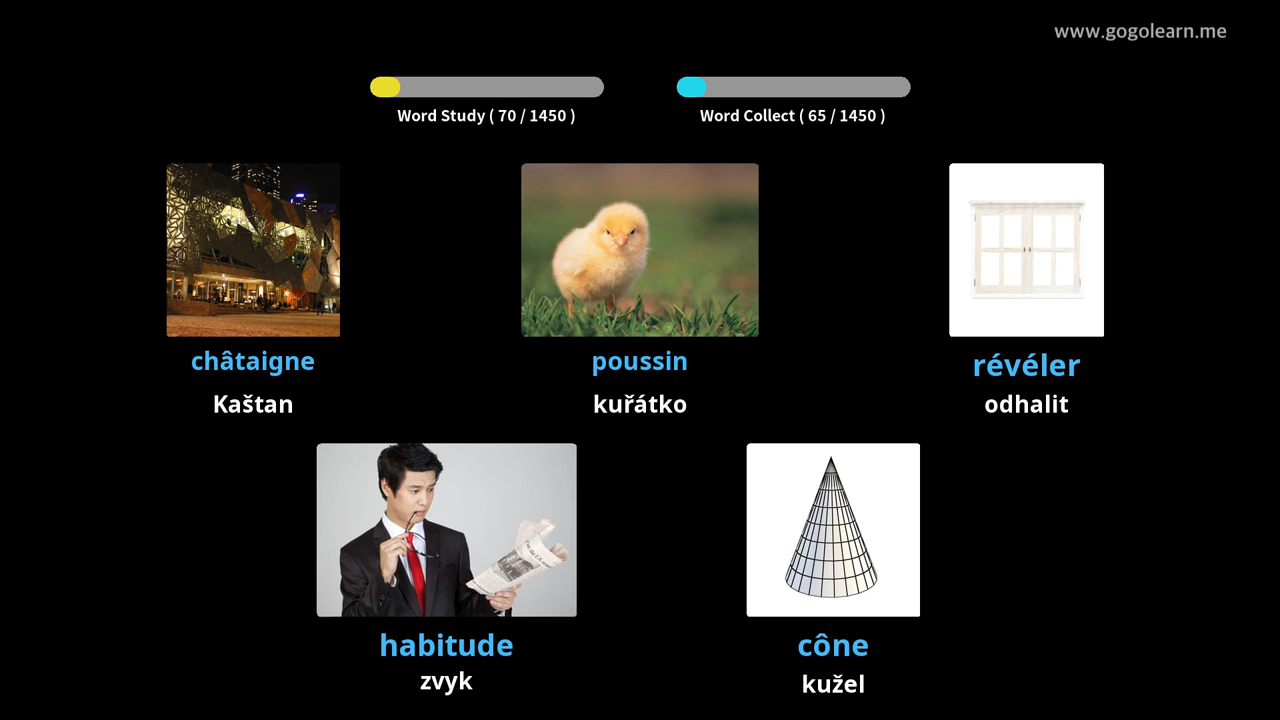 www.gogolearn.me
Word Study ( 70 / 1450 )
Word Collect ( 65 / 1450 )
châtaigne
poussin
révéler
Kaštan
kuřátko
odhalit
habitude
cône
zvyk
kužel